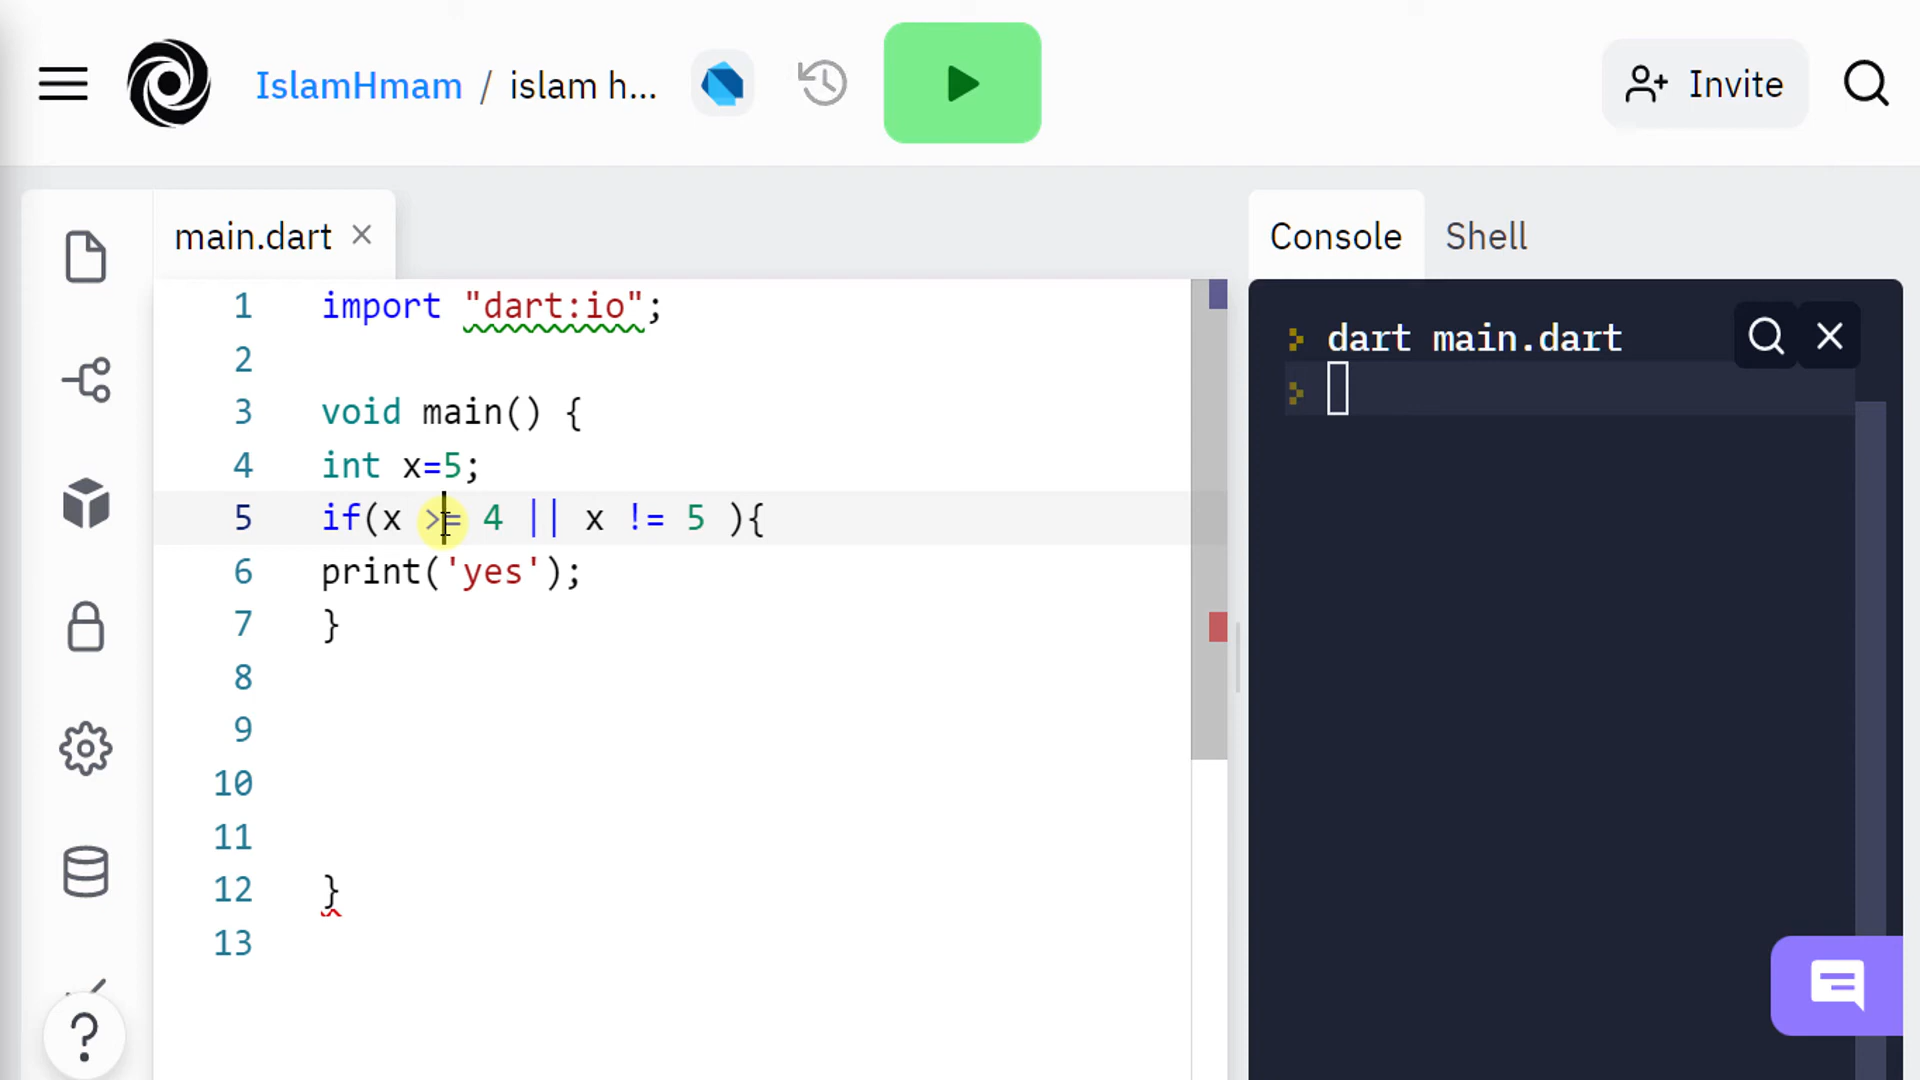 IslamHmam / islam h...
Invite
main.dart
Console
Shell
1 import "dart:io";
2
3 void main() {
4 int x=5;
5 if(x >= 4 || x != 5 ){
6 print('yes');
7 }
8
9
10
11
12 }
13
dart main.dart
?